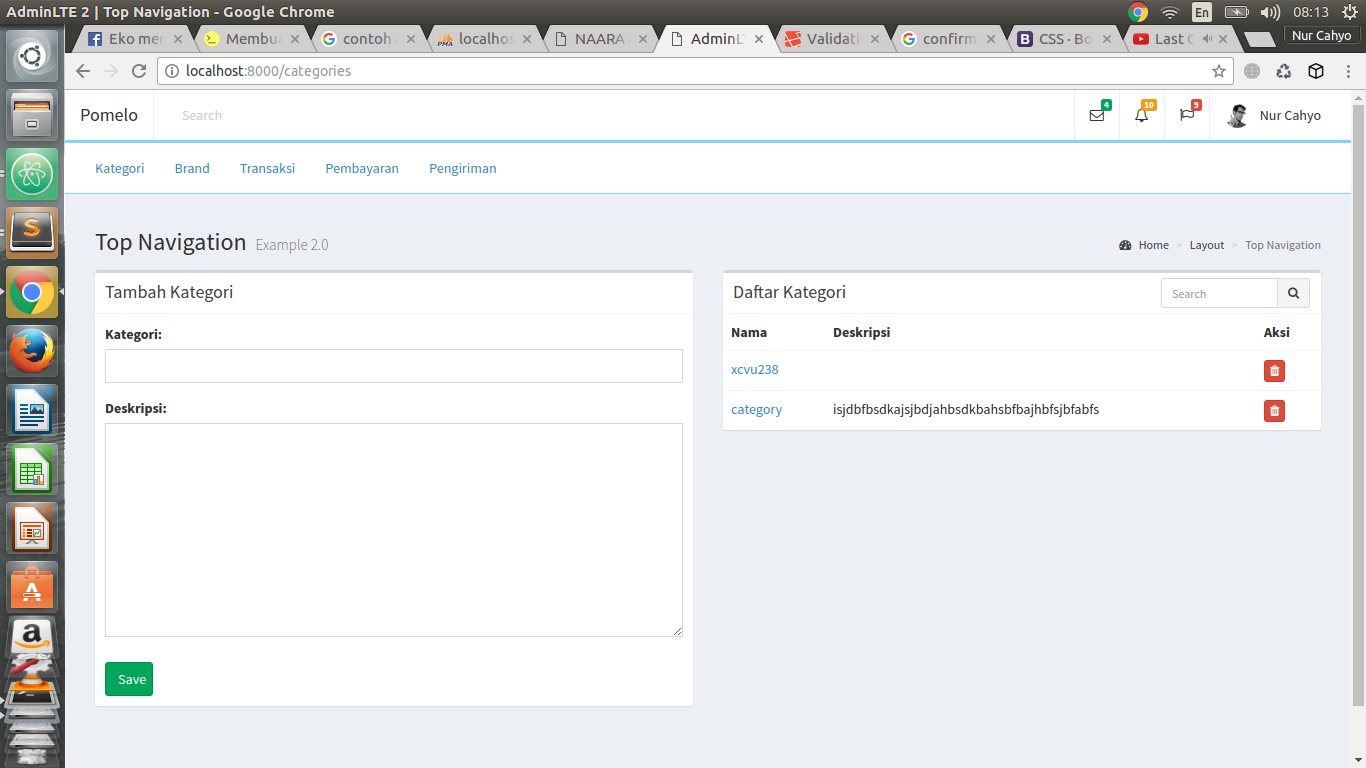 AdminLTE 2 | Top Navigation - Google Chrome
En 08:13
Eko mer
Membua
contoh
localhos
NAARA
AdminL
Validati
confirm
CSS · Bo
Last C
Nur Cahyo
localhost:8000/categories
Pomelo
Search
4
10
9
Nur Cahyo
Kategori Brand Transaksi Pembayaran Pengiriman
Top Navigation Example 2.0
Home > Layout > Top Navigation
Tambah Kategori
Kategori:
Deskripsi:
Save
Daftar Kategori
Search
Nama Deskripsi Aksi
xcvu238
category isjdbfbsdkajsjbdjahbsdkbahsbfbajhbfsjbfabfs